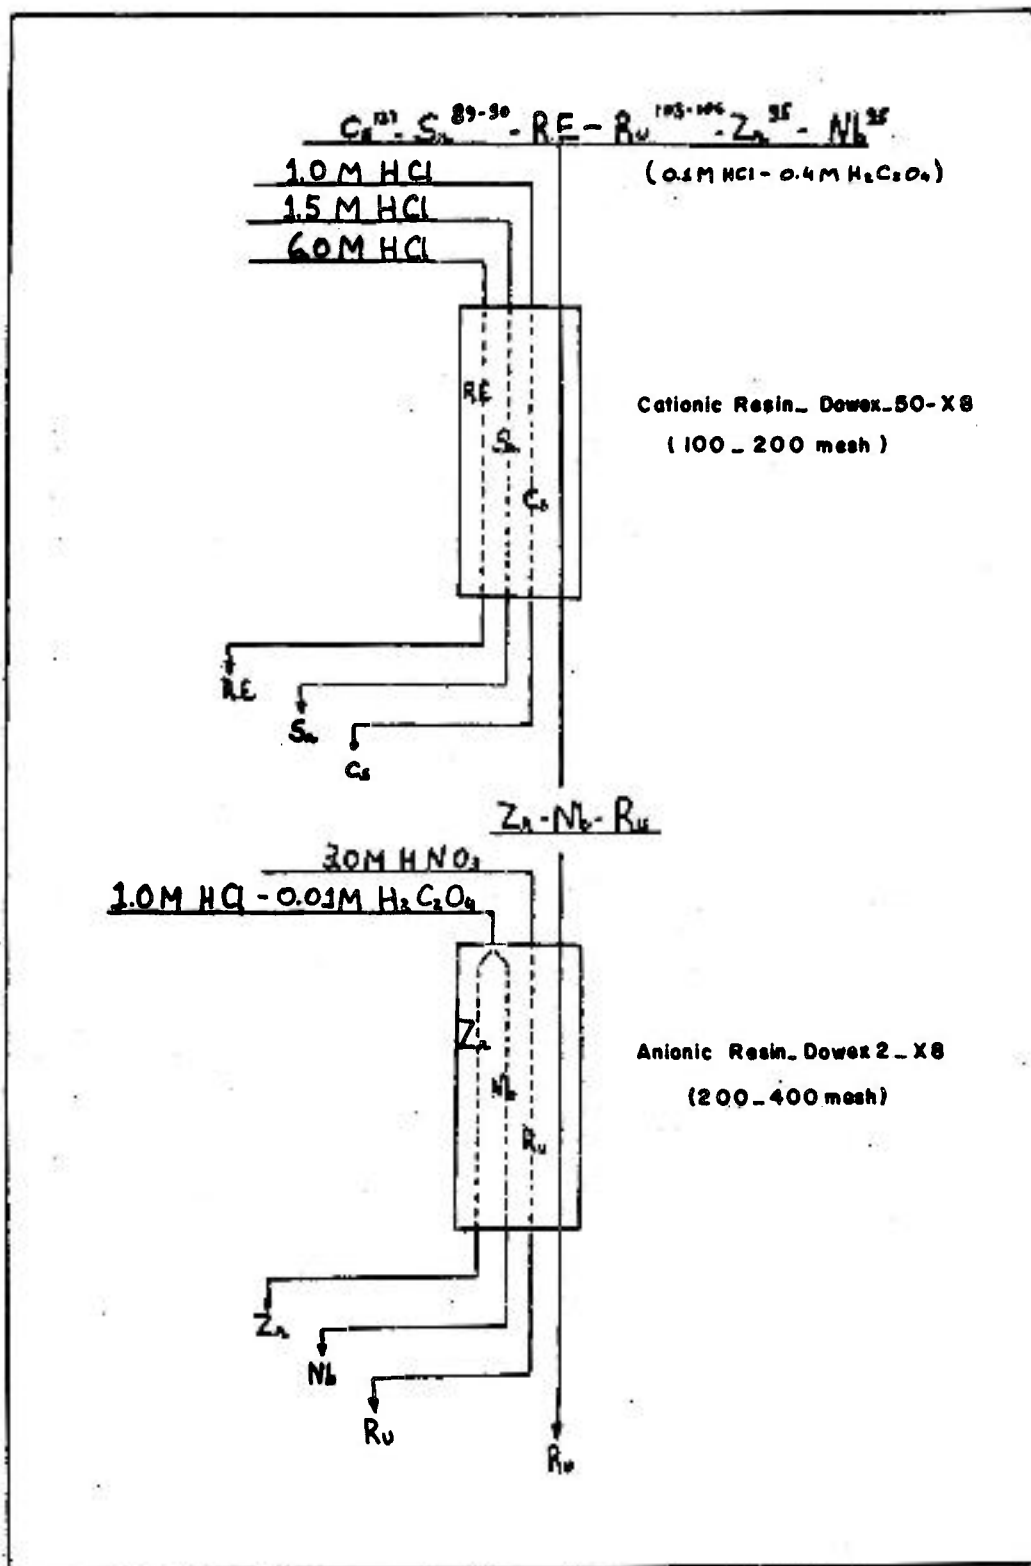 Cs¹³⁷- Sr⁸⁹⁻⁹⁰ - RE - Ru¹⁰³⁻¹⁰⁶ - Zr⁹⁵ - Nb⁹⁵
(0.1M HCl - 0.4M H₂C₂O₄)
1.0 M HCl
1.5 M HCl
6.0 M HCl
RE
Sr
Cs
Cationic Resin_ Dowex_50-X8
(100_200 mesh)
RE
Sr
Cs
Zr-Nb-Ru
3.0M HNO₃
1.0M HCl - 0.01M H₂C₂O₄
Zr
Nb
Ru
Anionic Resin_ Dowex 2_X8
(200_400 mesh)
Zr
Nb
Ru
Ru